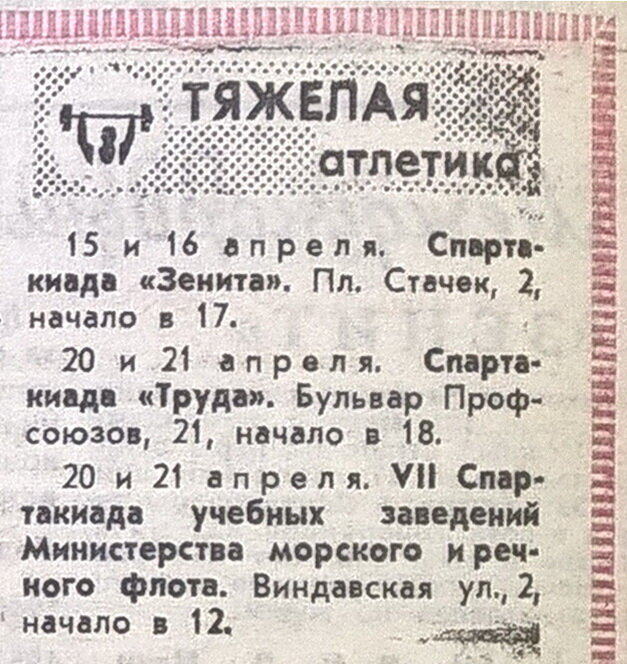 ТЯЖЕЛАЯ
атлетика
15 и 16 апреля. Спарта-
киада «Зенита». Пл. Стачек, 2,
начало в 17.
20 и 21 апреля. Спарта-
киада «Труда». Бульвар Проф-
союзов, 21, начало в 18.
20 и 21 апреля. VII Спар-
такиада учебных заведений
Министерства морского и реч-
ного флота. Виндавская ул., 2,
начало в 12.